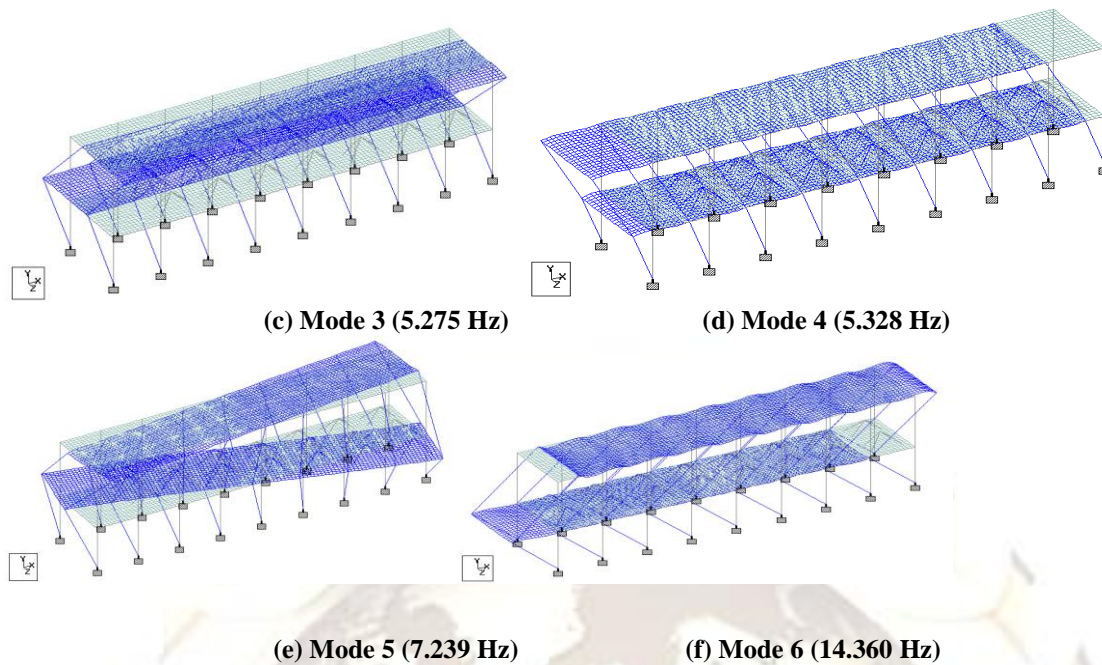 Y
X
Z
Y
X
Z
(c) Mode 3 (5.275 Hz)
(d) Mode 4 (5.328 Hz)
Y
X
Z
Y
X
Z
(e) Mode 5 (7.239 Hz)
(f) Mode 6 (14.360 Hz)